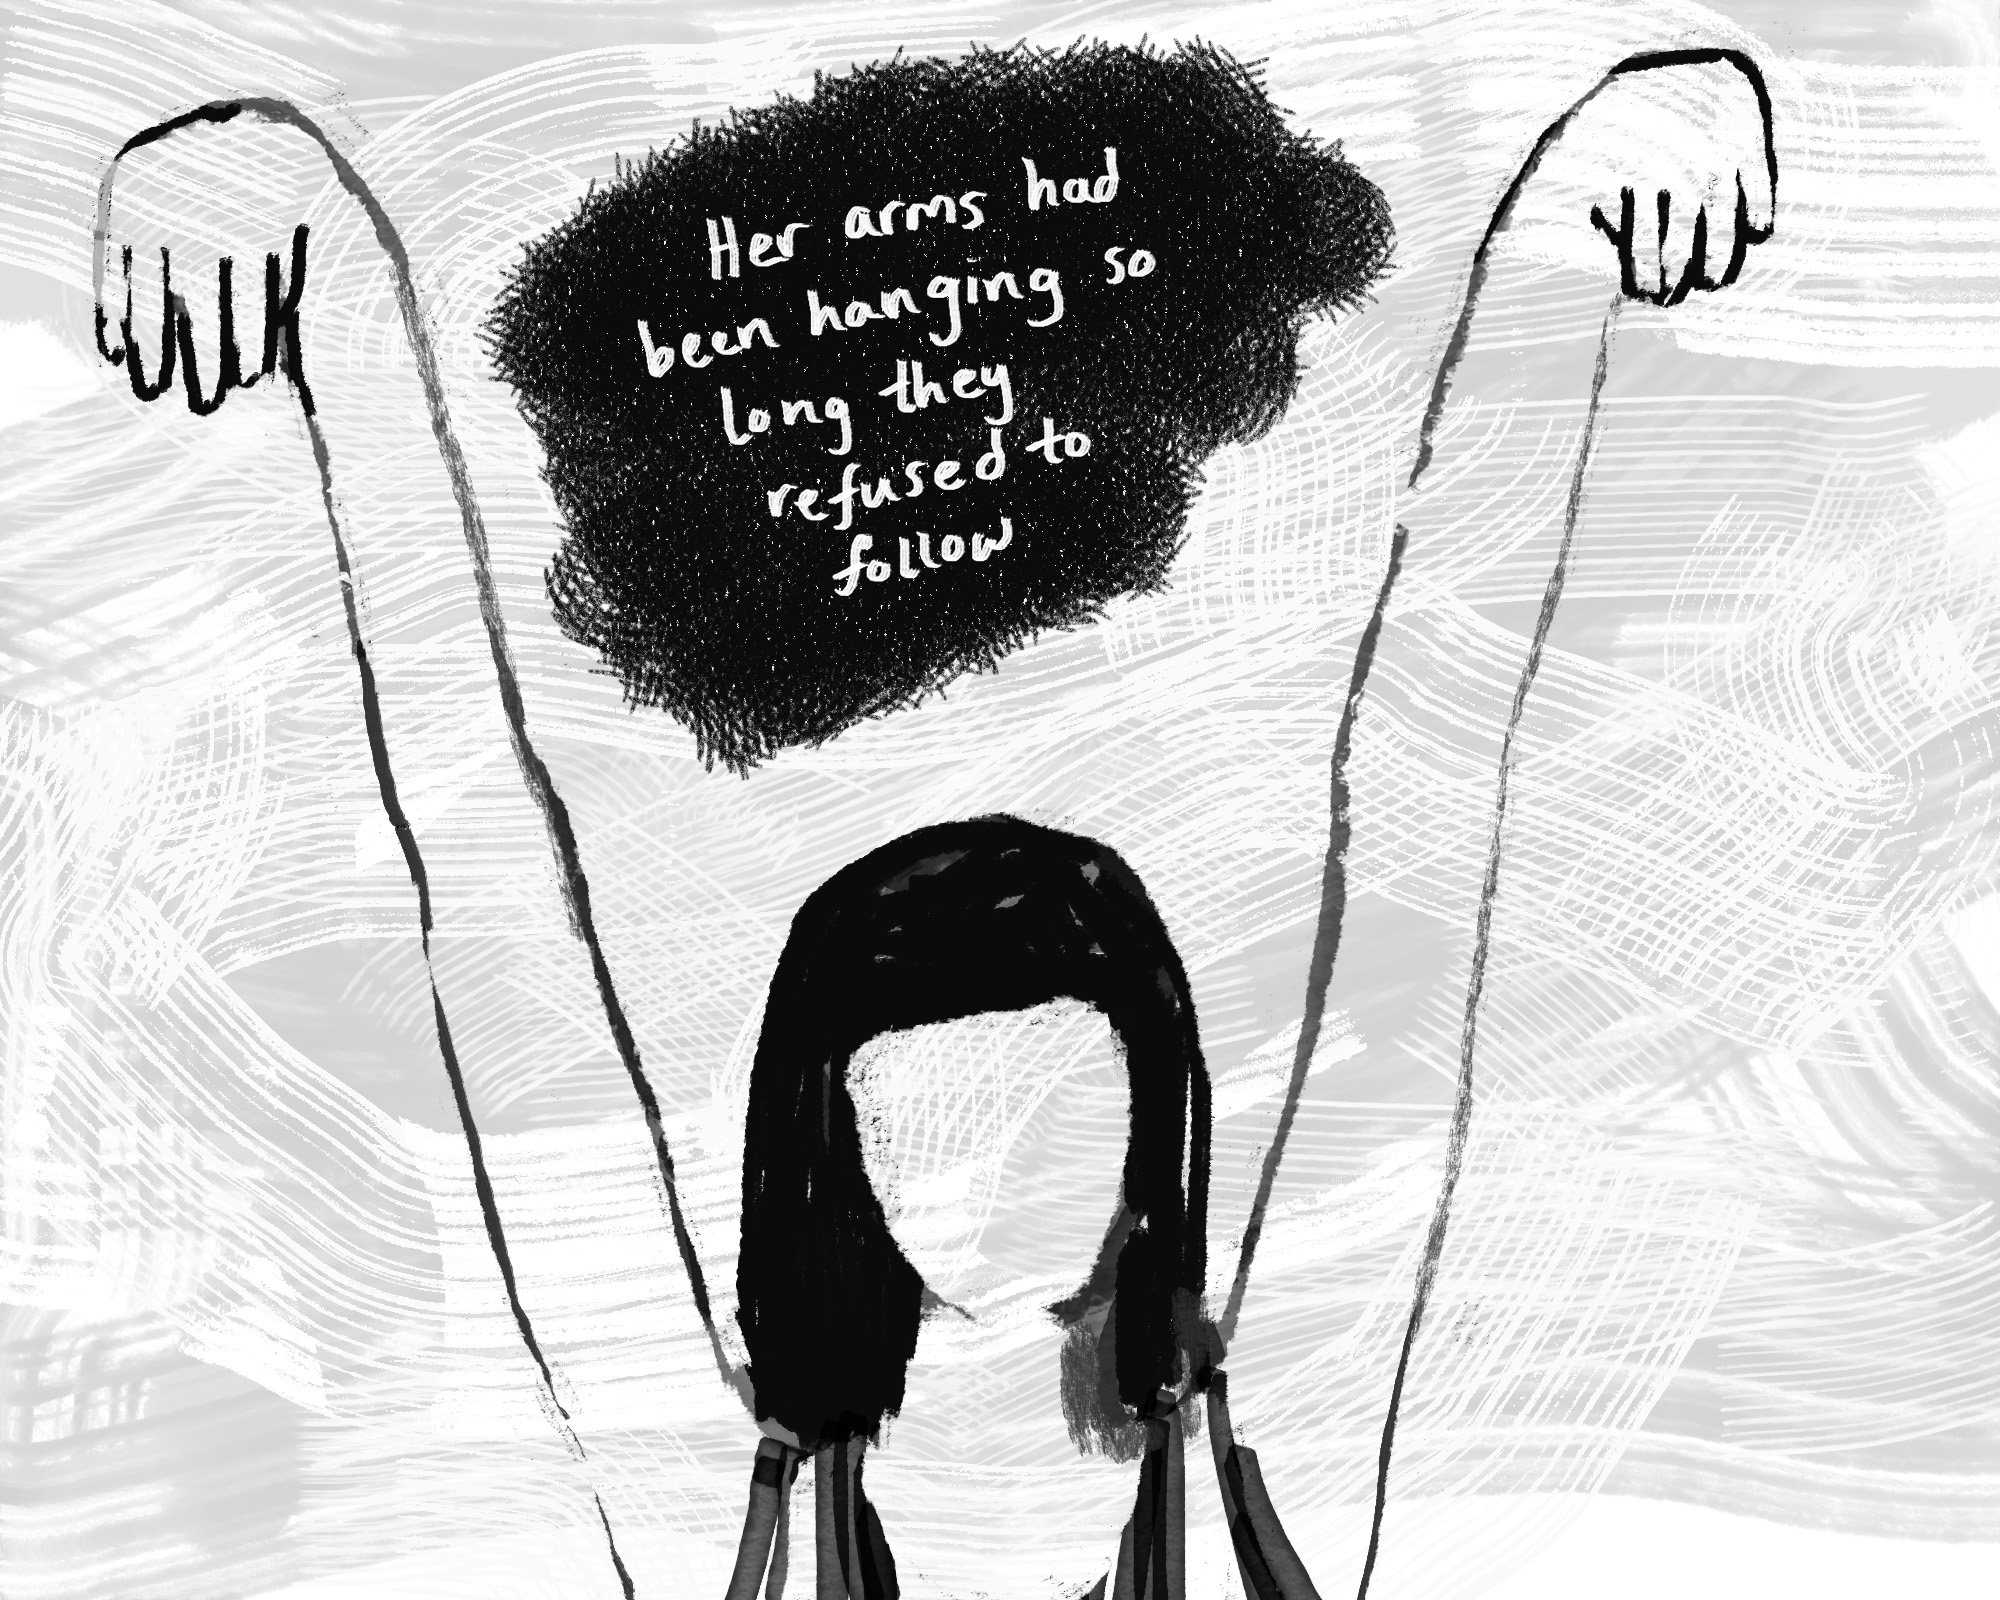 Her arms had
been hanging so
long they
refused to
follow